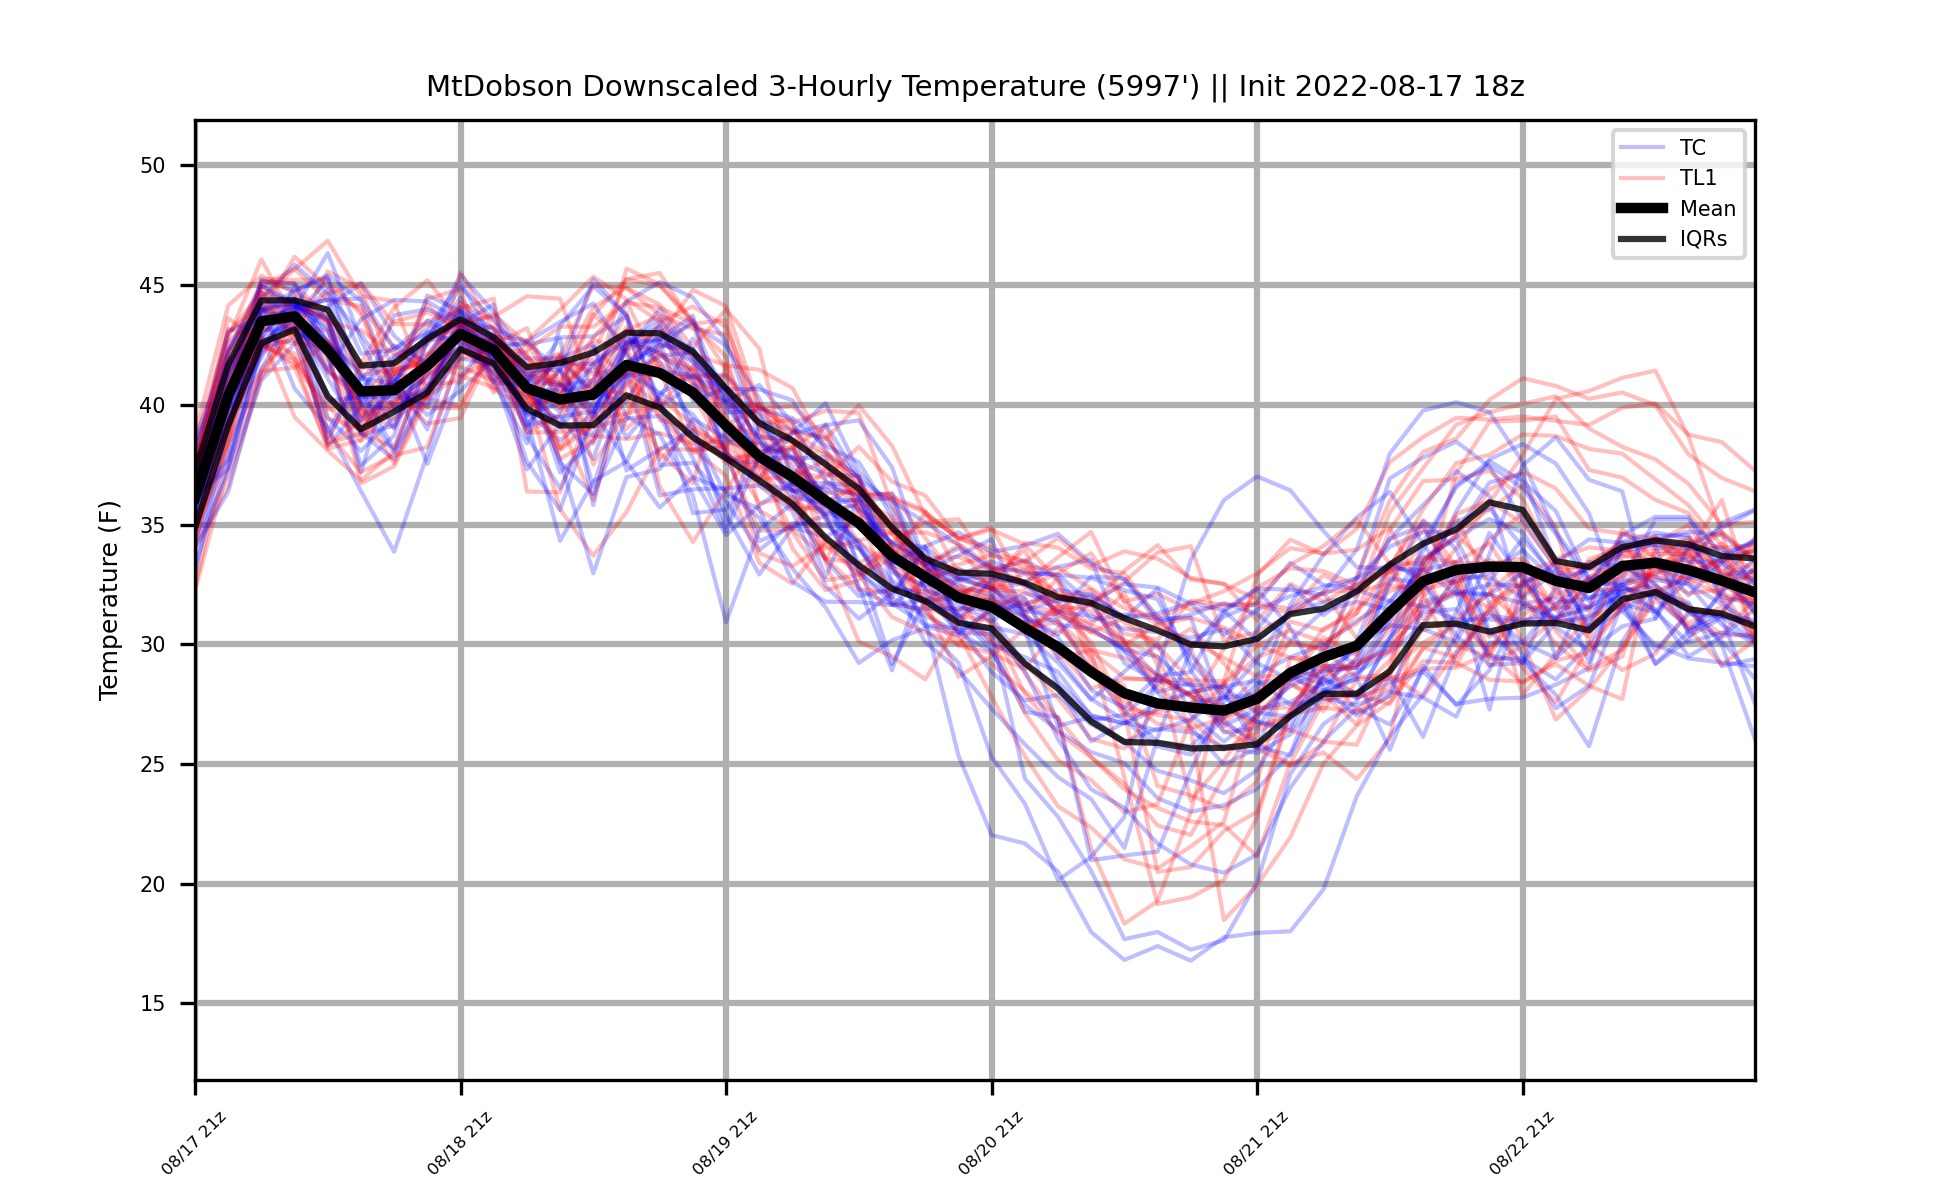 MtDobson Downscaled 3-Hourly Temperature (5997') || Init 2022-08-17 18z
TC
TL1
Mean
IQRs
Temperature (F)
50
45
40
35
30
25
20
15
08/17 21z
08/18 21z
08/19 21z
08/20 21z
08/21 21z
08/22 21z